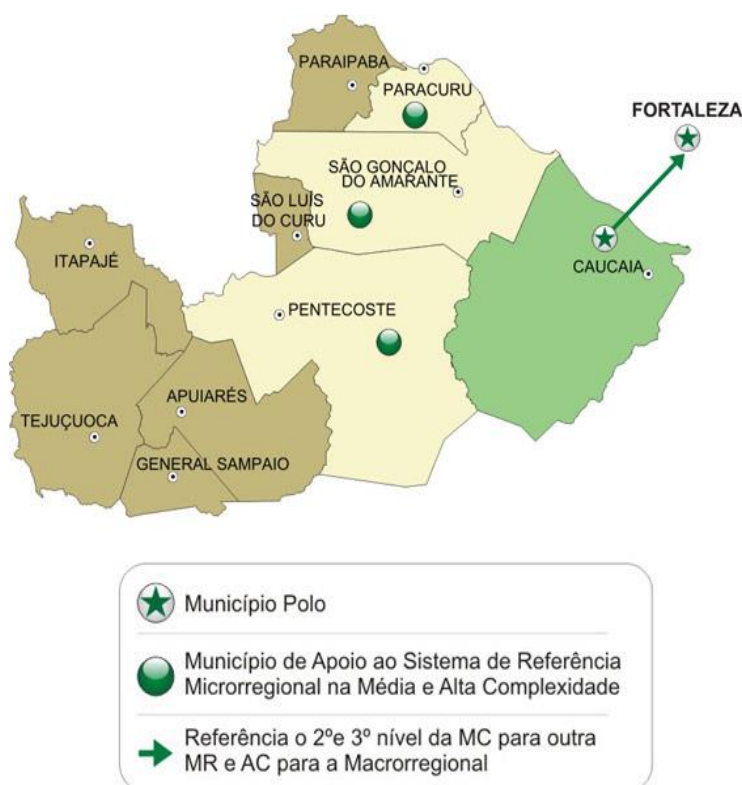 PARAIPABA
PARACURU
FORTALEZA
SÃO GONÇALO
DO AMARANTE
SÃO LUÍS
DO CURU
ITAPAJÉ
CAUCAIA
PENTECOSTE
APUIARÉS
TEJUÇUOCA
GENERAL SAMPAIO
Município Polo
Município de Apoio ao Sistema de Referência
Microrregional na Média e Alta Complexidade
Referência o 2ºe 3º nível da MC para outra
MR e AC para a Macrorregional